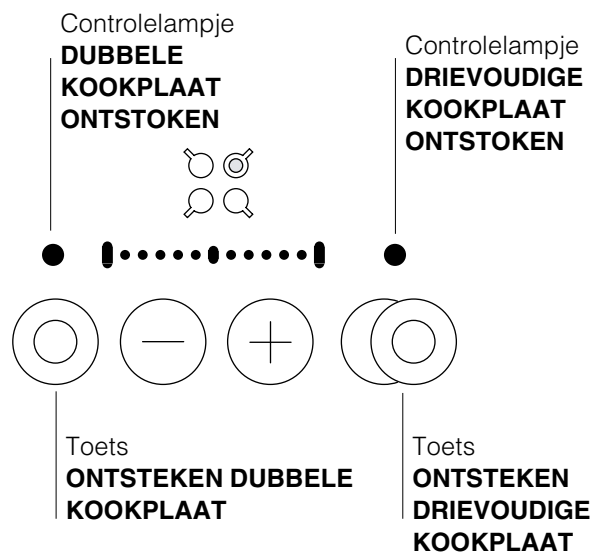 Controlelampje
DUBBELE
KOOKPLAAT
ONTSTOKEN
Controlelampje
DRIEVOUDIGE
KOOKPLAAT
ONTSTOKEN
Toets
ONTSTEKEN DUBBELE
KOOKPLAAT
Toets
ONTSTEKEN
DRIEVOUDIGE
KOOKPLAAT